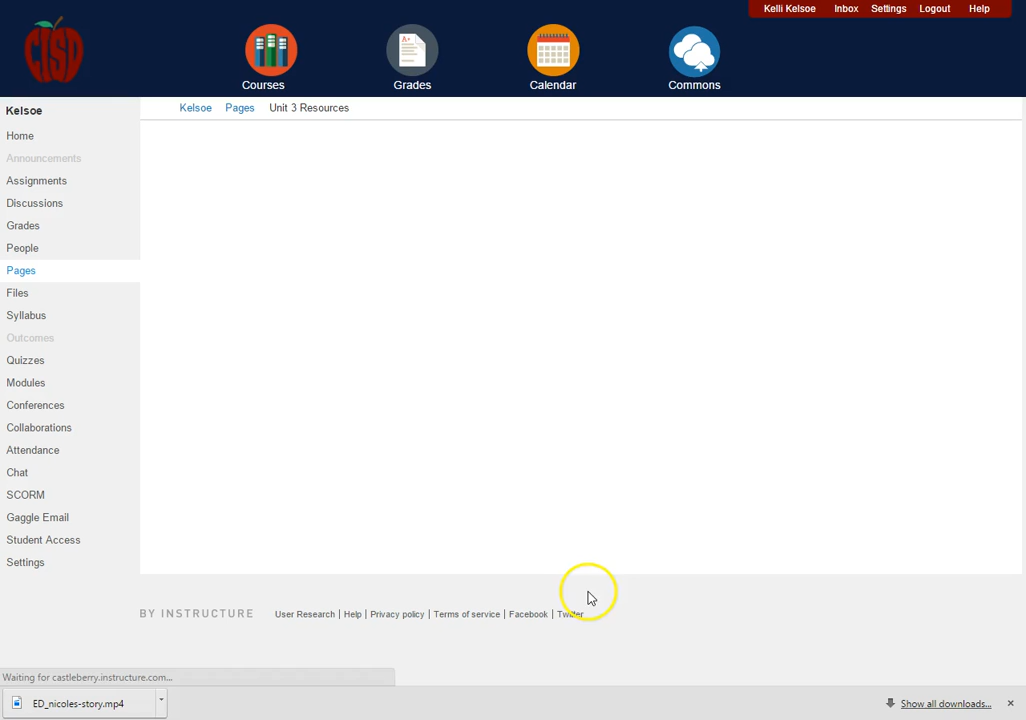 Kelli Kelsoe Inbox Settings Logout Help
CISD
A+
Courses Grades Calendar Commons
Kelsoe
Kelsoe Pages Unit 3 Resources
Home
Announcements
Assignments
Discussions
Grades
People
Pages
Files
Syllabus
Outcomes
Quizzes
Modules
Conferences
Collaborations
Attendance
Chat
SCORM
Gaggle Email
Student Access
Settings
BY INSTRUCTURE User Research | Help | Privacy policy | Terms of service | Facebook | Twitter
Waiting for castleberry.instructure.com...
ED_nicoles-story.mp4 Show all downloads...